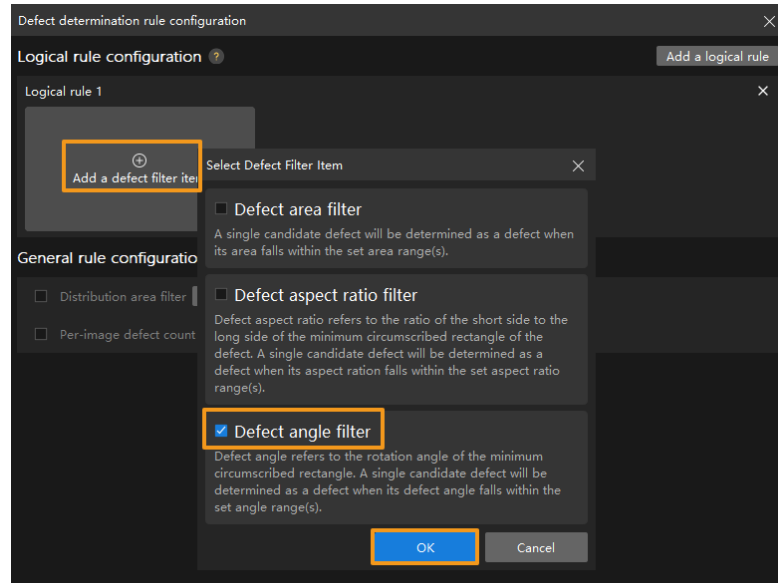 Defect determination rule configuration
Logical rule configuration ?
Add a logical rule
Logical rule 1
Add a defect filter ite
Select Defect Filter Item
Defect area filter
A single candidate defect will be determined as a defect when
its area falls within the set area range(s).
General rule configuratio
Distribution area filter
Per-image defect count
Defect aspect ratio filter
Defect aspect ratio refers to the ratio of the short side to the
long side of the minimum circumscribed rectangle of the
defect. A single candidate defect will be determined as a
defect when its aspect ration falls within the set aspect ratio
range(s).
Defect angle filter
Defect angle refers to the rotation angle of the minimum
circumscribed rectangle. A single candidate defect will be
determined as a defect when its defect angle falls within the
set angle range(s).
OK
Cancel